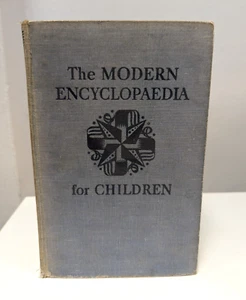 The MODERN
ENCYCLOPAEDIA
for CHILDREN